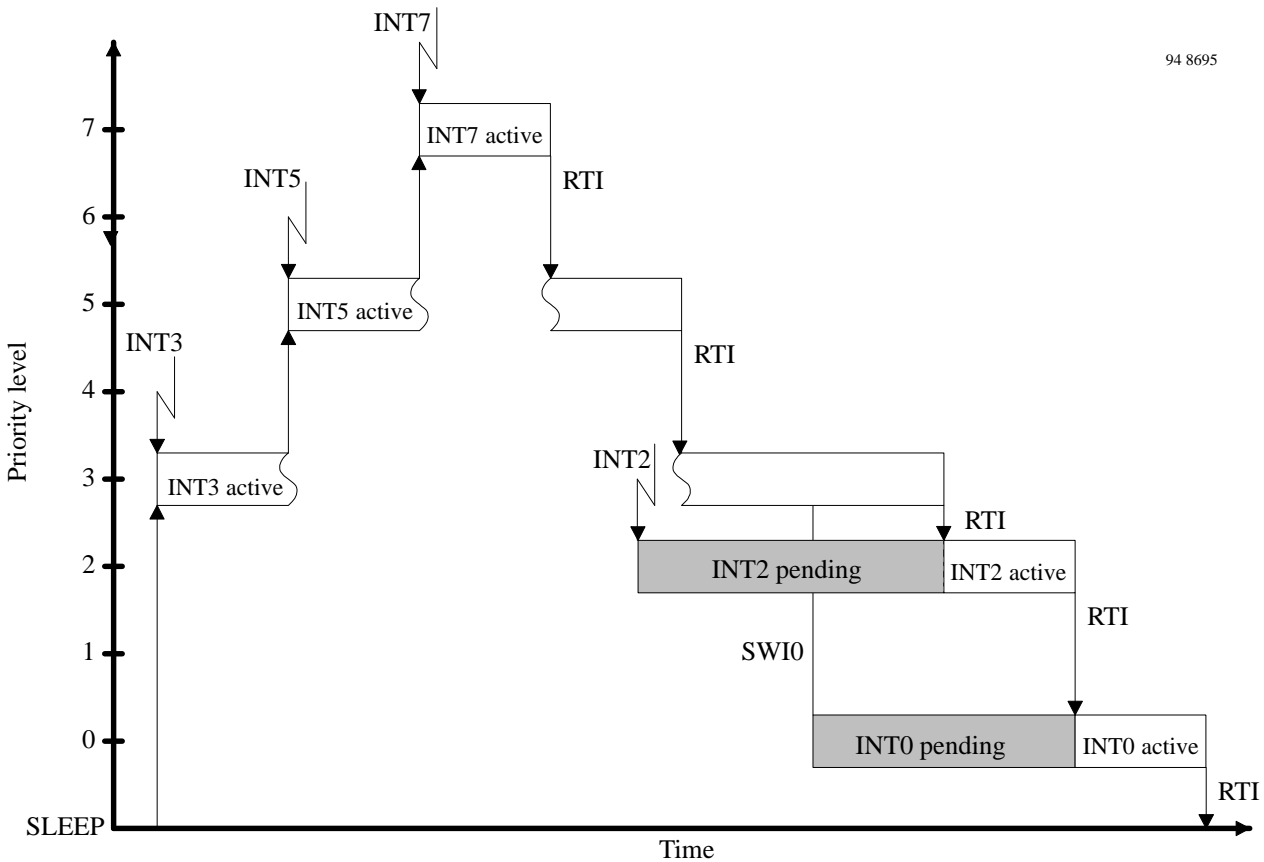 INT7
94 8695
7
INT7 active
INT5
RTI
6
5
INT5 active
INT3
RTI
Priority level
4
INT2
3
INT3 active
RTI
2
INT2 pending
INT2 active
RTI
1
SWI0
0
INT0 pending
INT0 active
RTI
SLEEP
Time